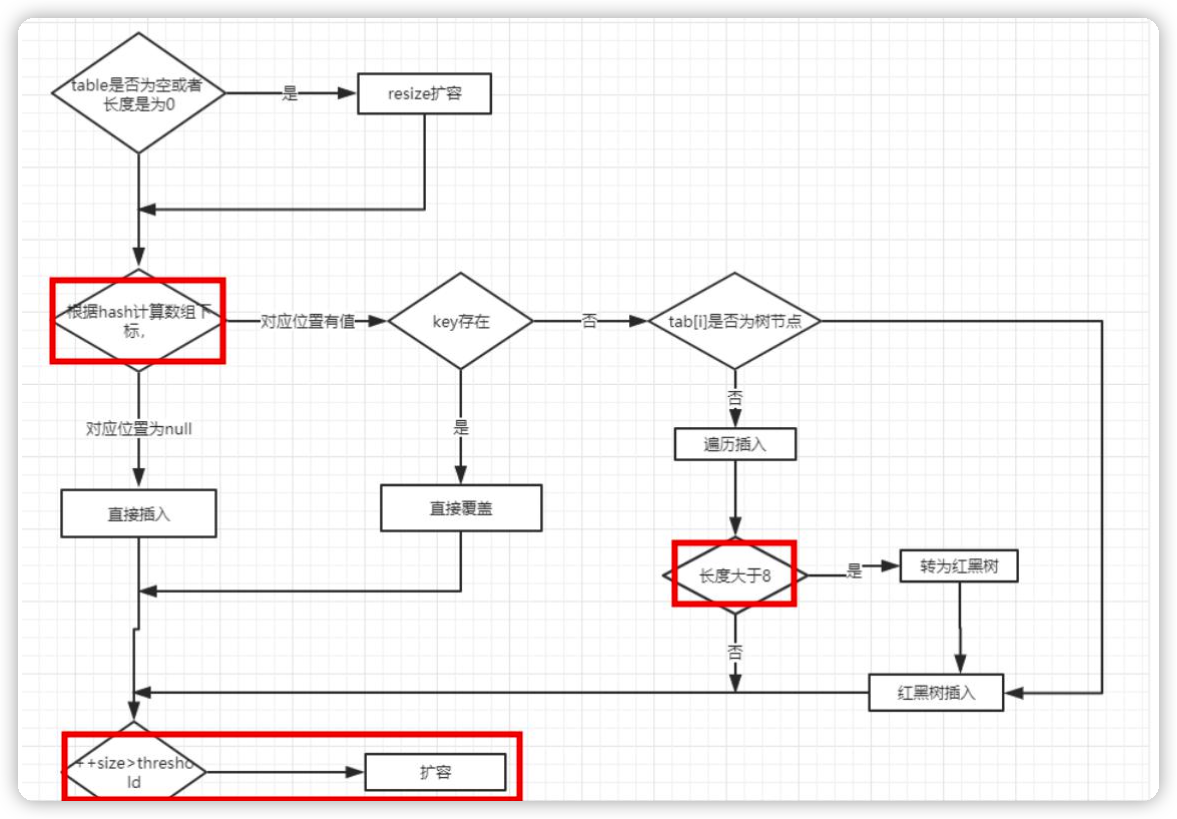 table是否为空或者
长度是为0
是
resize扩容
根据hash计算数组下
标，
对应位置有值
key存在
否
tab[i]是否为树节点
对应位置为null
是
否
遍历插入
直接插入
直接覆盖
长度大于8
是
转为红黑树
否
红黑树插入
++size>thresho
ld
扩容